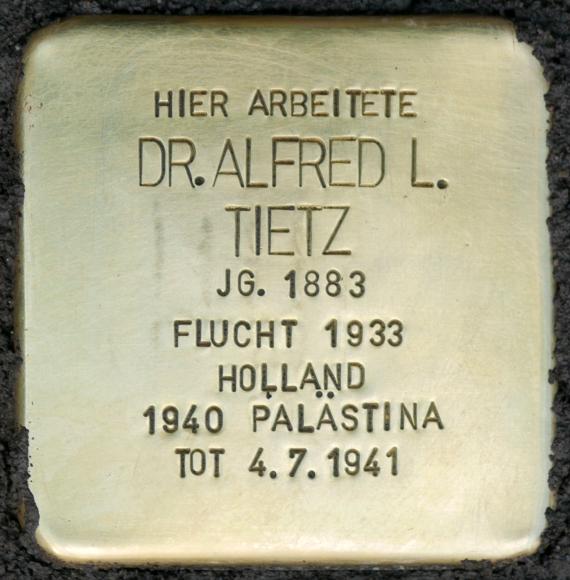 HIER ARBEITETE
DR. ALFRED L.
TIETZ
JG. 1883
FLUCHT 1933
HOLLAND
1940 PALÄSTINA
TOT 4.7.1941